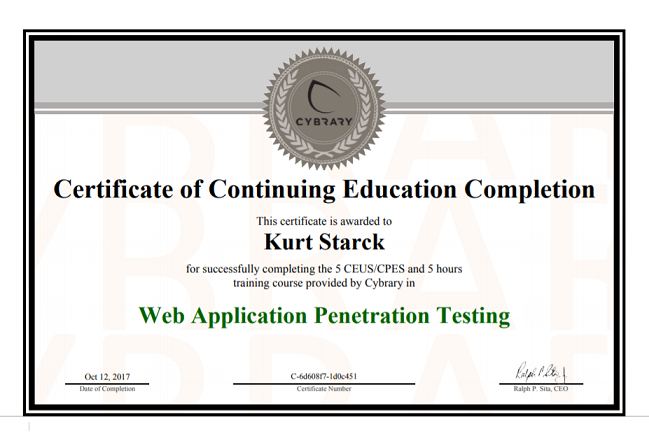 CYBRARY
Certificate of Continuing Education Completion
This certificate is awarded to
Kurt Starck
for successfully completing the 5 CEUS/CPES and 5 hours
training course provided by Cybrary in
Web Application Penetration Testing
Oct 12, 2017
Date of Completion
C-6d608f7-1d0c451
Certificate Number
Ralph P. Sita, CEO